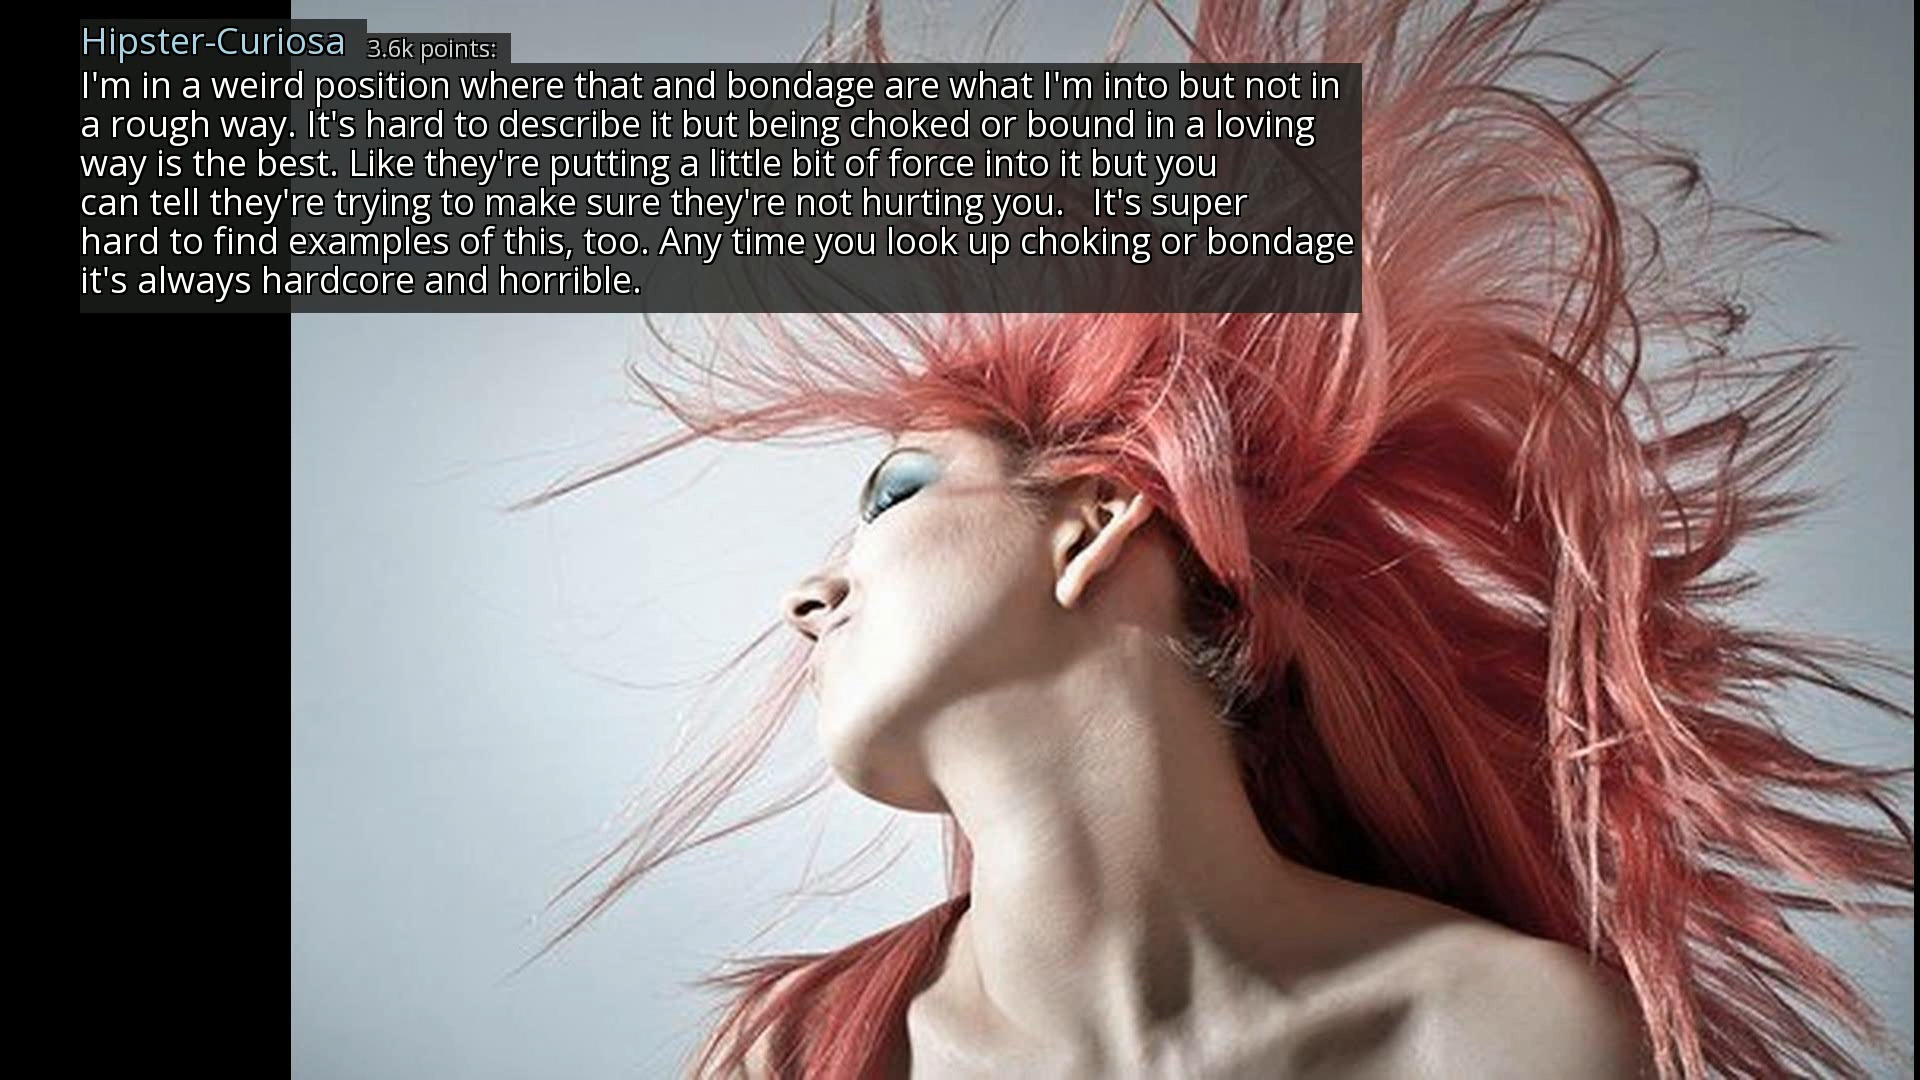 Hipster-Curiosa 3.6k points:
I'm in a weird position where that and bondage are what I'm into but not in
a rough way. It's hard to describe it but being choked or bound in a loving
way is the best. Like they're putting a little bit of force into it but you
can tell they're trying to make sure they're not hurting you.   It's super
hard to find examples of this, too. Any time you look up choking or bondage
it's always hardcore and horrible.